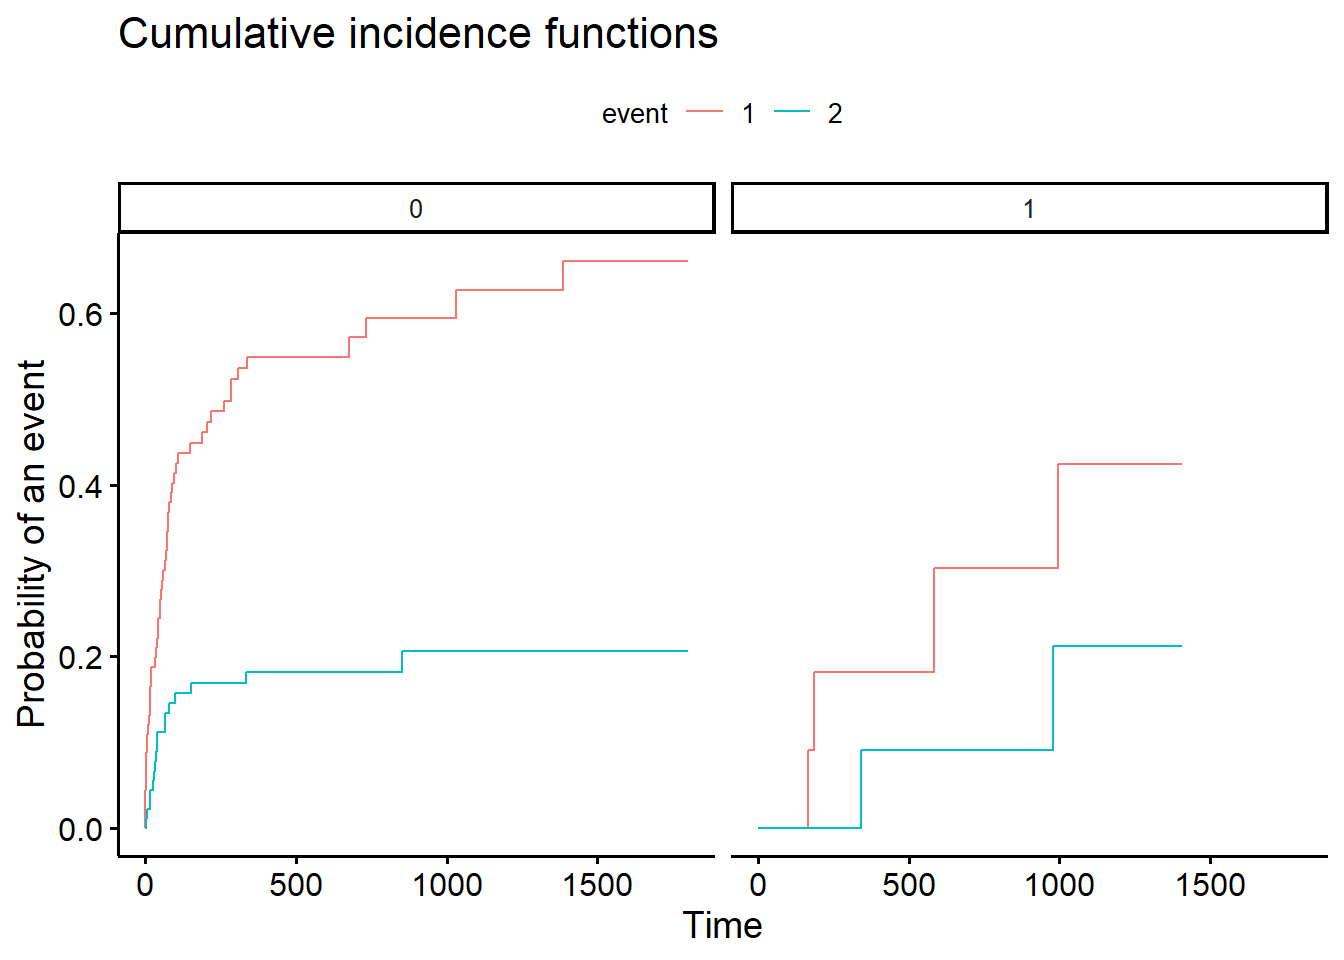 Cumulative incidence functions
event 1 2
0 1
Probability of an event
0.6
0.4
0.2
0.0
0 500 1000 1500 0 500 1000 1500
Time